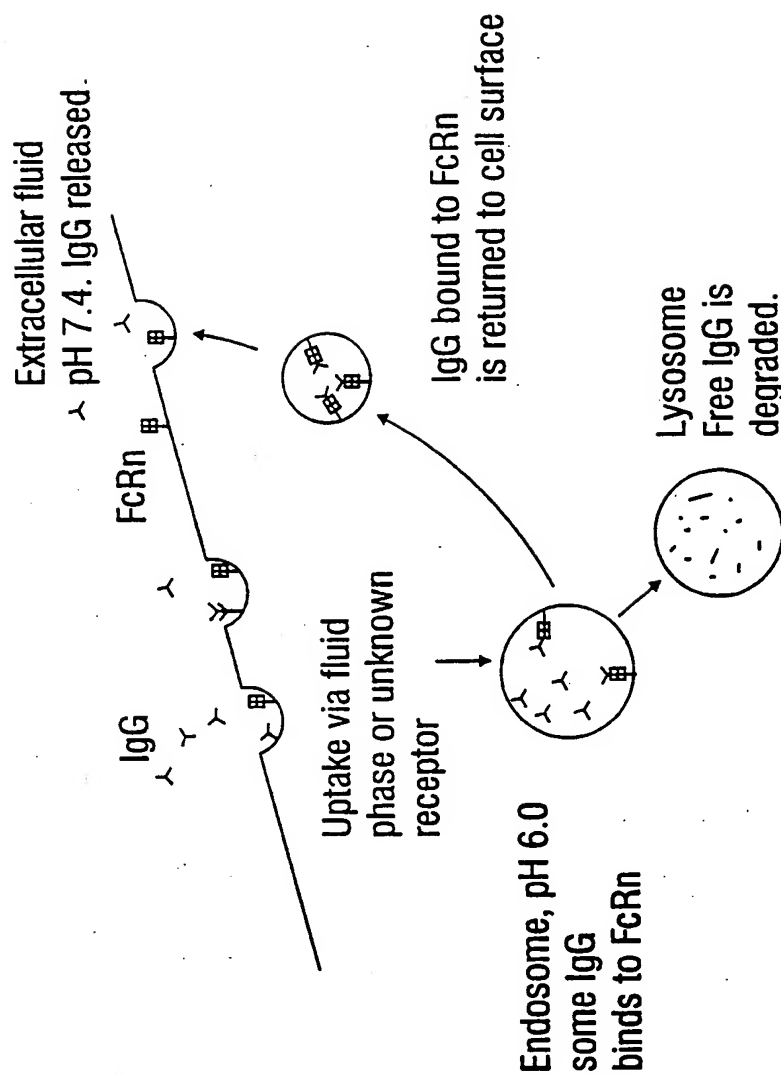 Extracellular fluid
pH 7.4. IgG released.
FcRn
IgG
Uptake via fluid
phase or unknown
receptor
IgG bound to FcRn
is returned to cell surface
Endosome, pH 6.0
some IgG
binds to FcRn
Lysosome
Free IgG is
degraded.